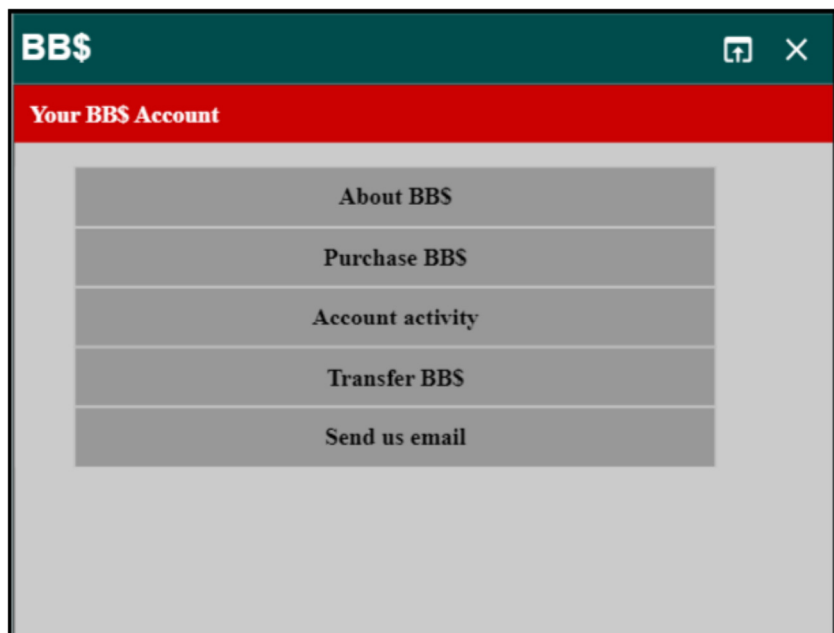 BB$
Your BB$ Account
About BB$
Purchase BB$
Account activity
Transfer BB$
Send us email